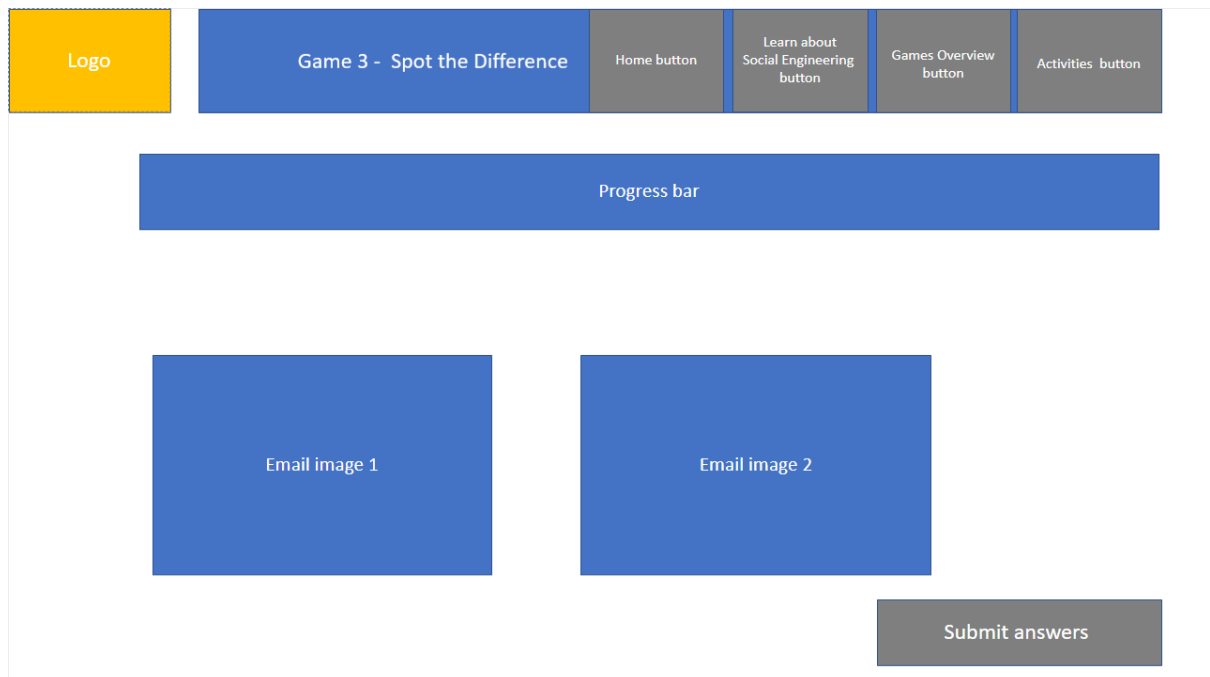 Logo
Game 3 -  Spot the Difference
Home button
Learn about
Social Engineering
button
Games Overview
button
Activities  button
Progress bar
Email image 1
Email image 2
Submit answers